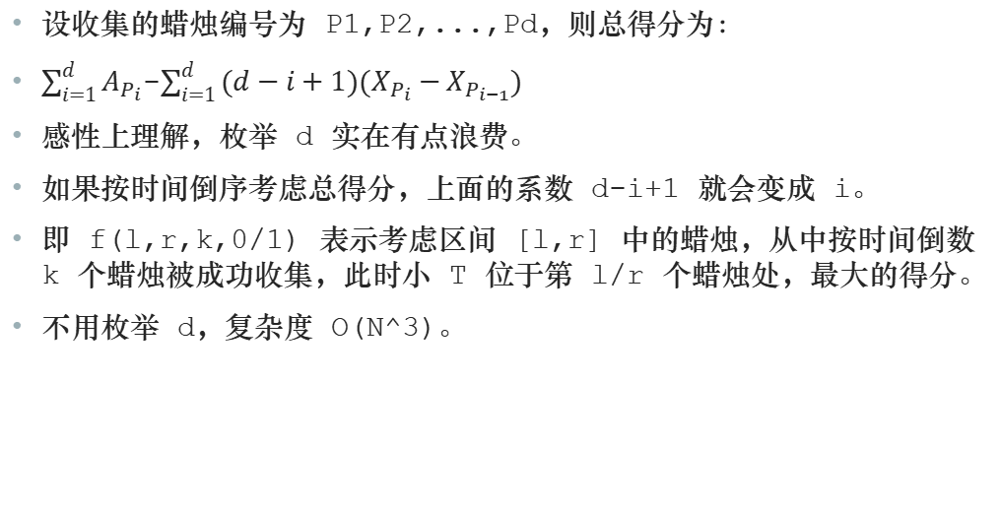 • 设收集的蜡烛编号为 P1,P2,...,Pd，则总得分为:
• ∑_{i=1}^{d} A_{P_i} − ∑_{i=1}^{d} (d − i + 1)(X_{P_i} − X_{P_{i−1}})
• 感性上理解，枚举 d 实在有点浪费。
• 如果按时间倒序考虑总得分，上面的系数 d-i+1 就会变成 i。
• 即 f(l,r,k,0/1) 表示考虑区间 [l,r] 中的蜡烛，从中按时间倒数
k 个蜡烛被成功收集，此时小 T 位于第 l/r 个蜡烛处，最大的得分。
• 不用枚举 d，复杂度 O(N^3)。